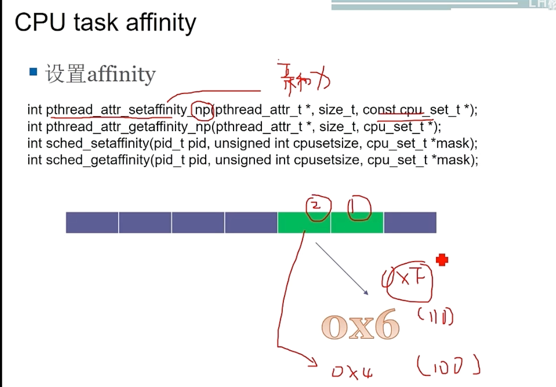 CPU task affinity
设置affinity
亲和力
int pthread_attr_setaffinity_np(pthread_attr_t *, size_t, const cpu_set_t *);
int pthread_attr_getaffinity_np(pthread_attr_t *, size_t, cpu_set_t *);
int sched_setaffinity(pid_t pid, unsigned int cpusetsize, cpu_set_t *mask);
int sched_getaffinity(pid_t pid, unsigned int cpusetsize, cpu_set_t *mask);
2 1
0xF
0x6 (110)
0x4 (100)